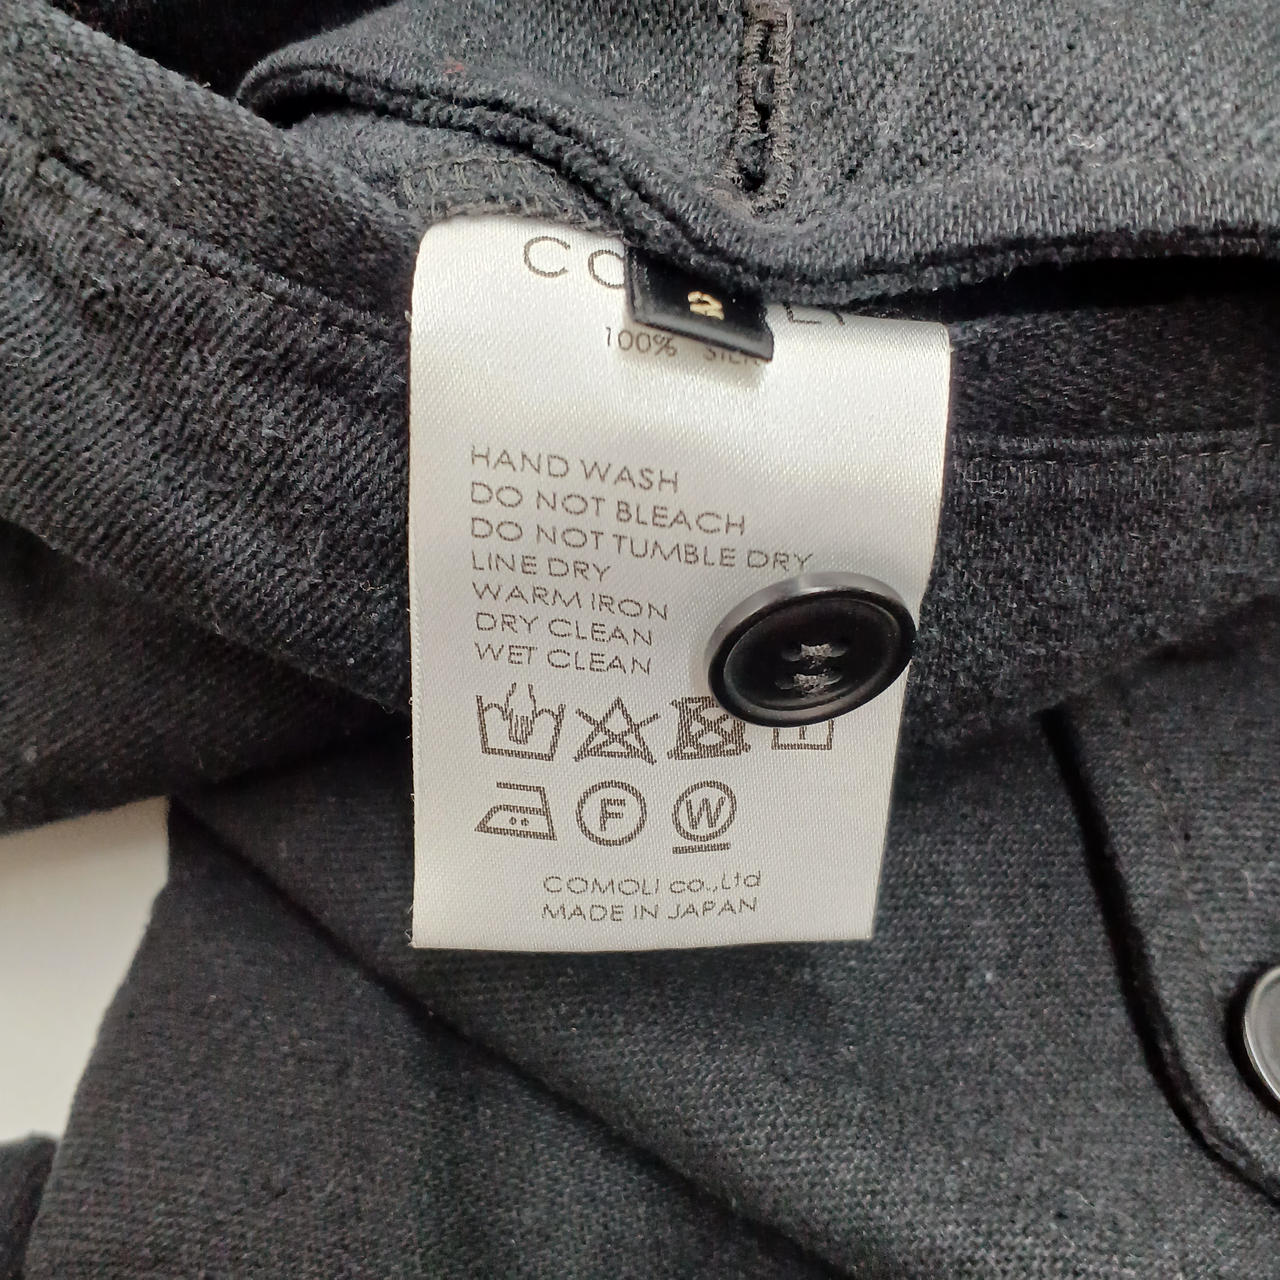 100%
HAND WASH
DO NOT BLEACH
DO NOT TUMBLE DRY
LINE DRY
WARM IRON
DRY CLEAN
WET CLEAN
F W
COMOLI co.,Ltd
MADE IN JAPAN